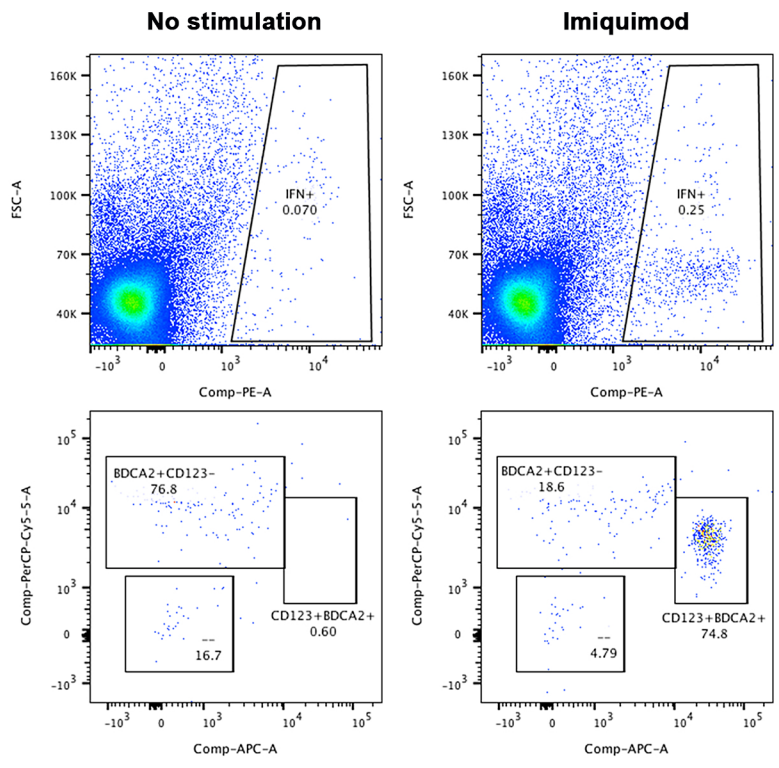 No stimulation
Imiquimod
160K
130K
100K
70K
40K
FSC-A
IFN+
0.070
-10³
0
10³
10⁴
Comp-PE-A
160K
130K
100K
70K
40K
FSC-A
IFN+
0.25
-10³
0
10³
10⁴
Comp-PE-A
10⁵
10⁴
10³
0
-10³
Comp-PerCP-Cy5-5-A
BDCA2+CD123-
76.8
CD123+BDCA2+
0.60
--
16.7
-10³
0
10³
10⁴
10⁵
Comp-APC-A
10⁵
10⁴
10³
0
-10³
Comp-PerCP-Cy5-5-A
BDCA2+CD123-
18.6
CD123+BDCA2+
74.8
--
4.79
-10³
0
10³
10⁴
10⁵
Comp-APC-A